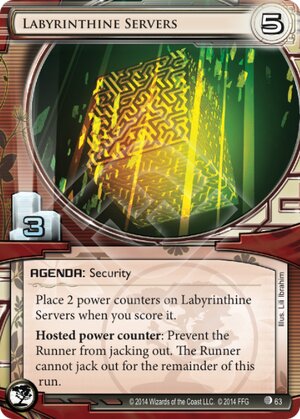 Labyrinthine Servers
5
3
AGENDA: Security
Place 2 power counters on Labyrinthine
Servers when you score it.
Hosted power counter: Prevent the
Runner from jacking out. The Runner
cannot jack out for the remainder of this
run.
Illus. Lili Ibrahim
© 2014 Wizards of the Coast LLC. © 2014 FFG
63